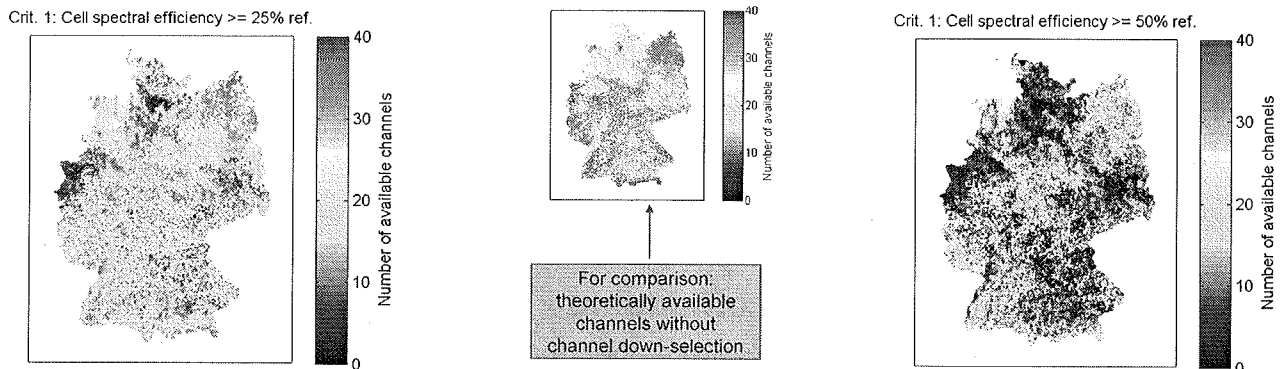 Crit. 1: Cell spectral efficiency >= 25% ref.
40
30
20
10
0
Number of available channels
40
30
20
10
0
Number of available channels
For comparison:
theoretically available
channels without
channel down-selection
Crit. 1: Cell spectral efficiency >= 50% ref.
40
30
20
10
0
Number of available channels